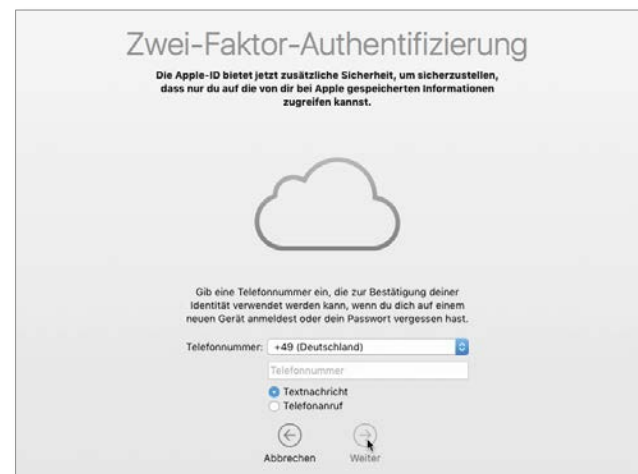 Zwei-Faktor-Authentifizierung
Die Apple-ID bietet jetzt zusätzliche Sicherheit, um sicherzustellen,
dass nur du auf die von dir bei Apple gespeicherten Informationen
zugreifen kannst.
Gib eine Telefonnummer ein, die zur Bestätigung deiner
Identität verwendet werden kann, wenn du dich auf einem
neuen Gerät anmeldest oder dein Passwort vergessen hast.
Telefonnummer: +49 (Deutschland)
Telefonnummer
Textnachricht
Telefonanruf
Abbrechen Weiter